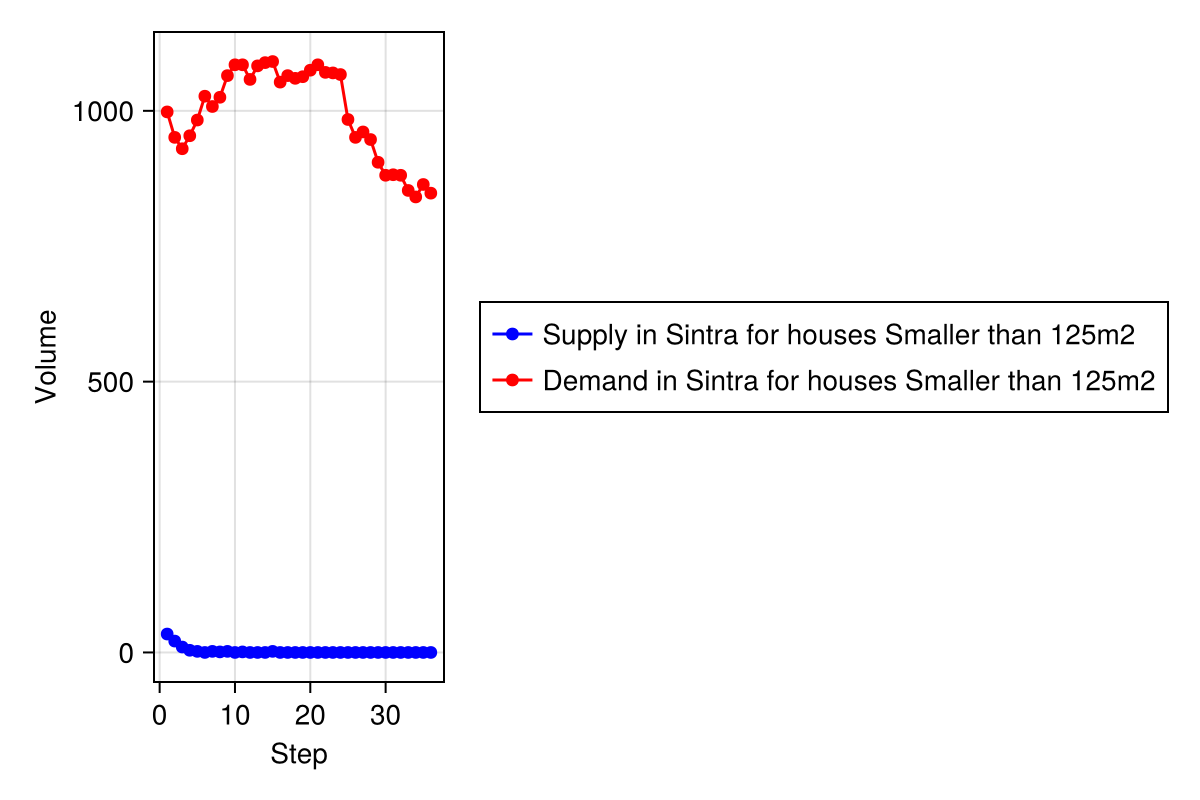 Volume
1000
500
0
0 10 20 30
Step
Supply in Sintra for houses Smaller than 125m2
Demand in Sintra for houses Smaller than 125m2